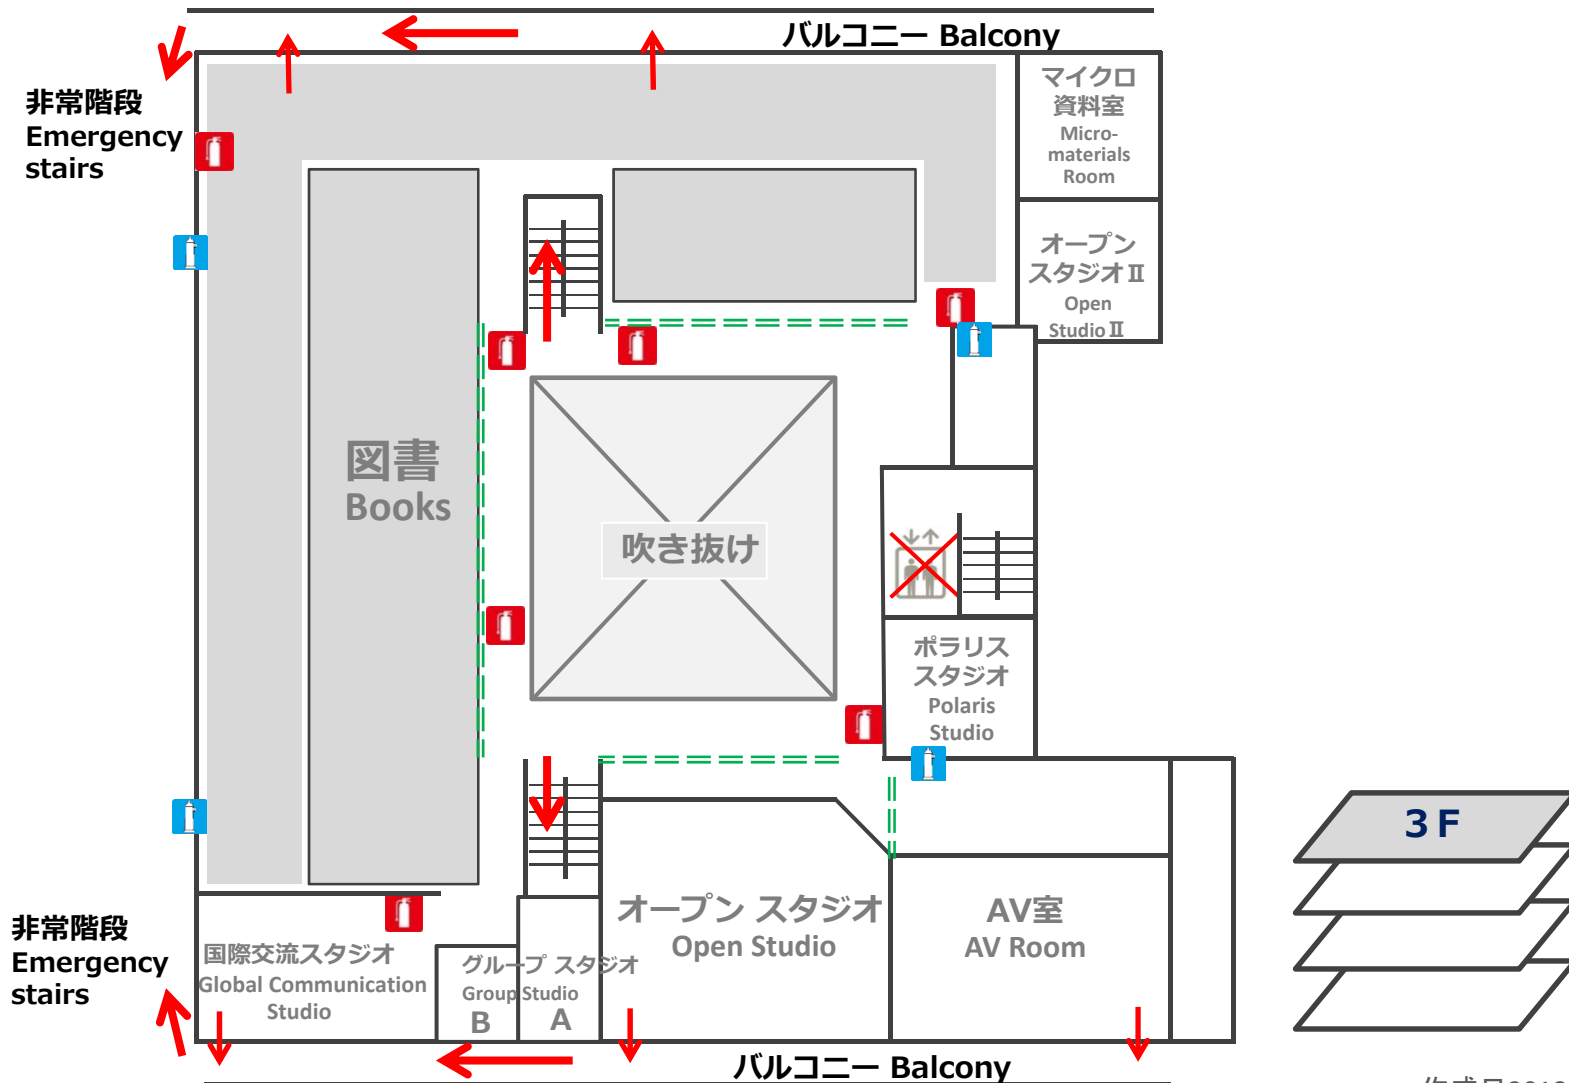 バルコニー Balcony
非常階段
Emergency
stairs
マイクロ
資料室
Micro-
materials
Room
オープン
スタジオⅡ
Open
StudioⅡ
図書
Books
吹き抜け
ポラリス
スタジオ
Polaris
Studio
3F
非常階段
Emergency
stairs
国際交流スタジオ
Global Communication
Studio
グループ スタジオ
Group Studio
B A
オープン スタジオ
Open Studio
AV室
AV Room
バルコニー Balcony